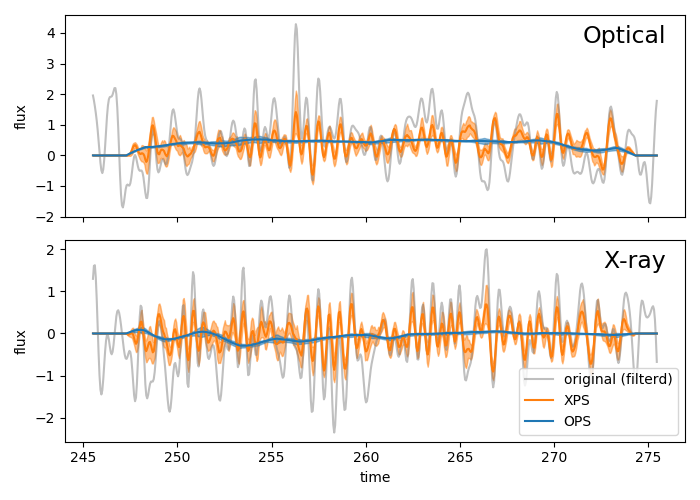 Optical
flux
4
3
2
1
0
−1
−2
X-ray
flux
2
1
0
−1
−2
original (filterd)
XPS
OPS
245 250 255 260 265 270 275
time